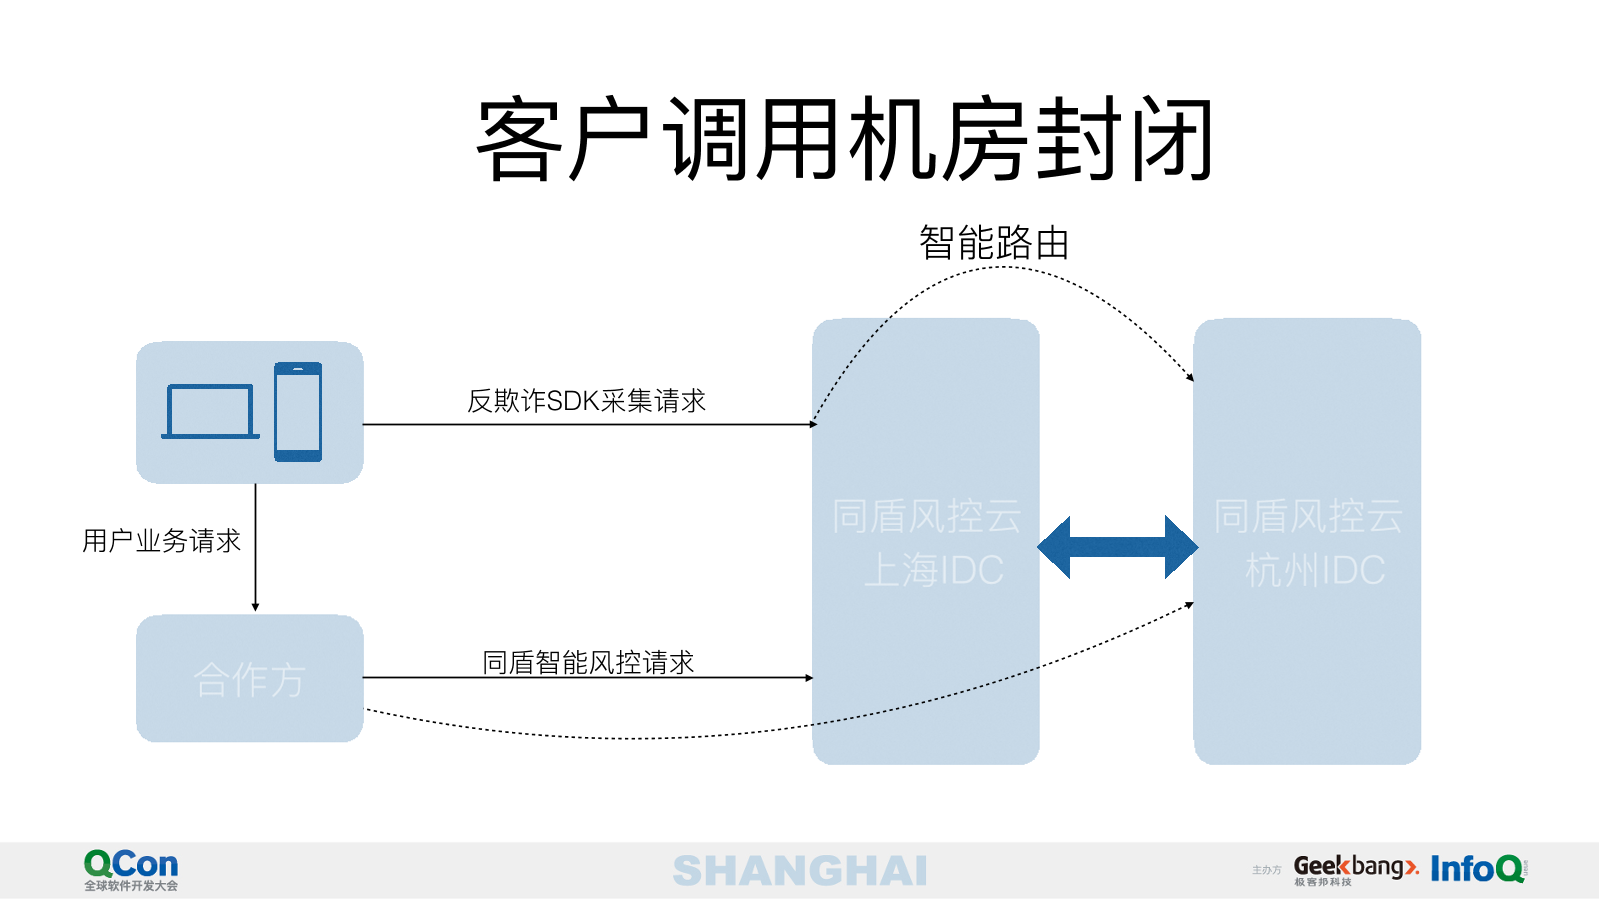 客户调用机房封闭
智能路由
反欺诈SDK采集请求
同盾风控云
上海IDC
同盾风控云
杭州IDC
用户业务请求
合作方
同盾智能风控请求
QCon
全球软件开发大会
SHANGHAI
主办方
Geekbang>.
极客邦科技
InfoQ